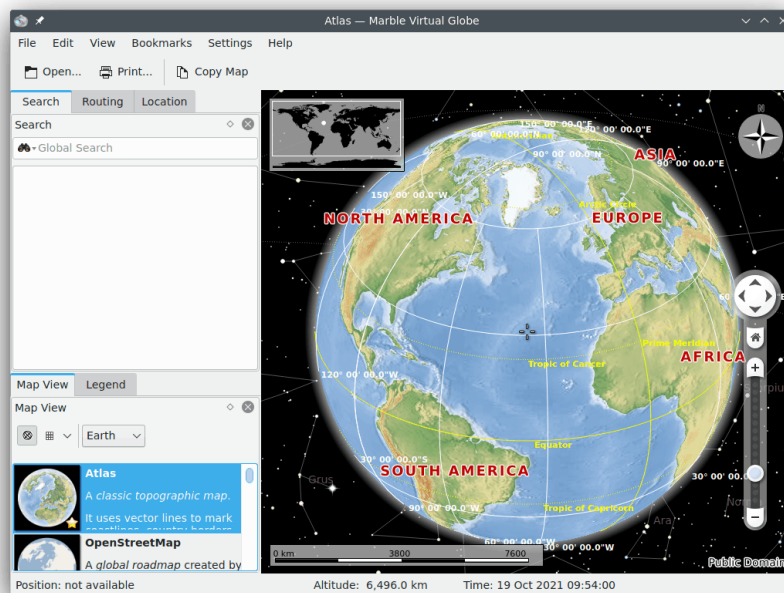 Atlas — Marble Virtual Globe
File Edit View Bookmarks Settings Help
Open... Print... Copy Map
Search Routing Location
Search
Global Search
Map View Legend
Map View
Earth
Atlas
A classic topographic map.
It uses vector lines to mark
OpenStreetMap
A global roadmap created by
N
150° 00' 00.0"E
120° 00' 00.0"E
90° 00' 00.0"N
ASIA
90° 00' 00.0"E
150° 00' 00.0"W
Arctic Circle
NORTH AMERICA
EUROPE
Prime Meridian
AFRICA
Tropic of Cancer
120° 00' 00.0"W
Equator
30° 00' 00.0"S
SOUTH AMERICA
Grus
90° 00' 00.0"W
Tropic of Capricorn
Ara
60° 00' 00.0"W
30° 00' 00.0"W
0 km 3800 7600
Public Domain
Position: not available Altitude: 6,496.0 km Time: 19 Oct 2021 09:54:00